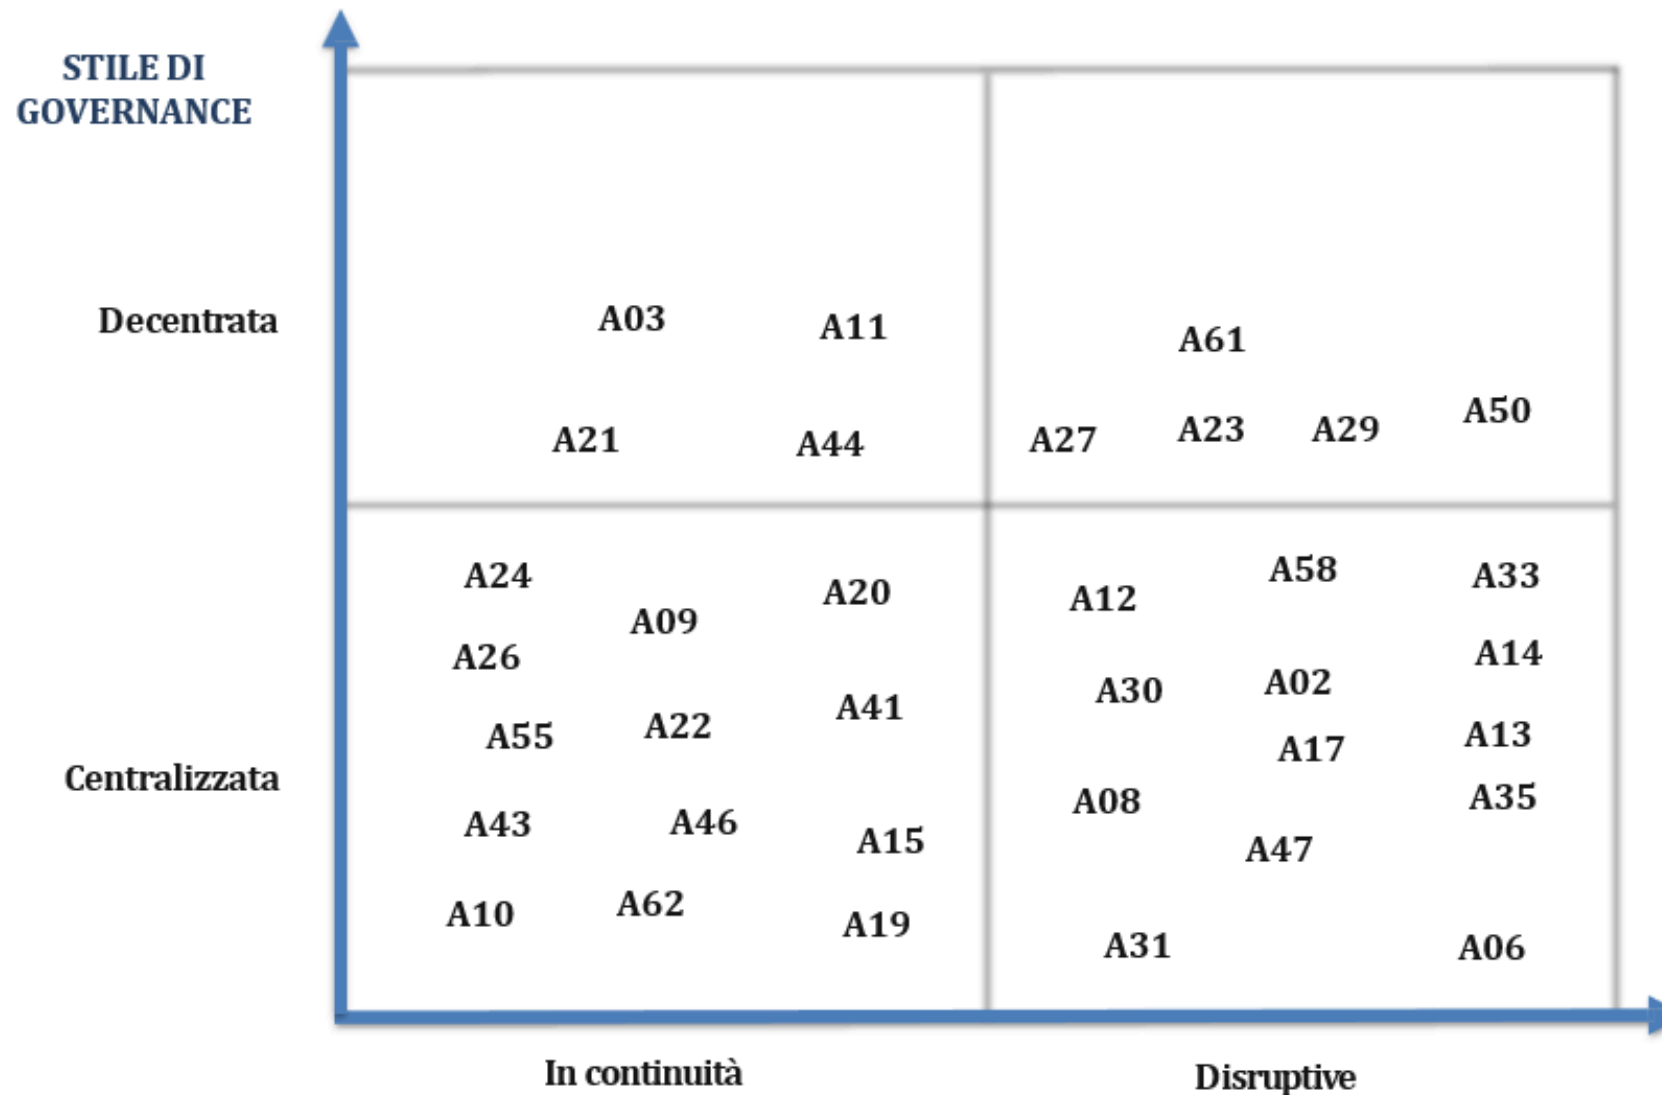 STILE DI
GOVERNANCE
Decentrata
A03
A11
A61
A50
A21
A44
A27
A23
A29
A24
A09
A20
A12
A58
A33
A26
A14
A55
A22
A41
A30
A02
A17
A13
Centralizzata
A08
A35
A43
A46
A15
A47
A10
A62
A19
A31
A06
In continuità
Disruptive